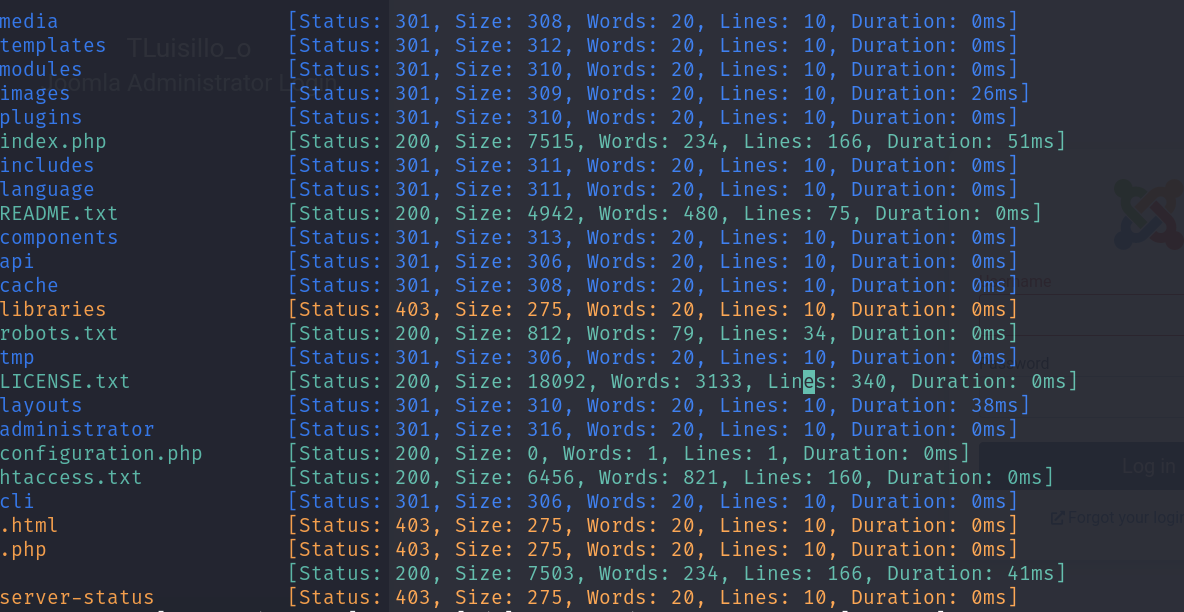 media [Status: 301, Size: 308, Words: 20, Lines: 10, Duration: 0ms]
templates [Status: 301, Size: 312, Words: 20, Lines: 10, Duration: 0ms]
TLuisillo_o
modules [Status: 301, Size: 310, Words: 20, Lines: 10, Duration: 0ms]
Joomla Administrator Login
images [Status: 301, Size: 309, Words: 20, Lines: 10, Duration: 26ms]
plugins [Status: 301, Size: 310, Words: 20, Lines: 10, Duration: 0ms]
index.php [Status: 200, Size: 7515, Words: 234, Lines: 166, Duration: 51ms]
includes [Status: 301, Size: 311, Words: 20, Lines: 10, Duration: 0ms]
language [Status: 301, Size: 311, Words: 20, Lines: 10, Duration: 0ms]
README.txt [Status: 200, Size: 4942, Words: 480, Lines: 75, Duration: 0ms]
components [Status: 301, Size: 313, Words: 20, Lines: 10, Duration: 0ms]
api [Status: 301, Size: 306, Words: 20, Lines: 10, Duration: 0ms]
cache [Status: 301, Size: 308, Words: 20, Lines: 10, Duration: 0ms]
libraries [Status: 403, Size: 275, Words: 20, Lines: 10, Duration: 0ms]
robots.txt [Status: 200, Size: 812, Words: 79, Lines: 34, Duration: 0ms]
tmp [Status: 301, Size: 306, Words: 20, Lines: 10, Duration: 0ms]
Password
LICENSE.txt [Status: 200, Size: 18092, Words: 3133, Lines: 340, Duration: 0ms]
layouts [Status: 301, Size: 310, Words: 20, Lines: 10, Duration: 38ms]
administrator [Status: 301, Size: 316, Words: 20, Lines: 10, Duration: 0ms]
configuration.php [Status: 200, Size: 0, Words: 1, Lines: 1, Duration: 0ms]
Log in
htaccess.txt [Status: 200, Size: 6456, Words: 821, Lines: 160, Duration: 0ms]
cli [Status: 301, Size: 306, Words: 20, Lines: 10, Duration: 0ms]
.html [Status: 403, Size: 275, Words: 20, Lines: 10, Duration: 0ms]
Forgot your login
.php [Status: 403, Size: 275, Words: 20, Lines: 10, Duration: 0ms]
[Status: 200, Size: 7503, Words: 234, Lines: 166, Duration: 41ms]
server-status [Status: 403, Size: 275, Words: 20, Lines: 10, Duration: 0ms]